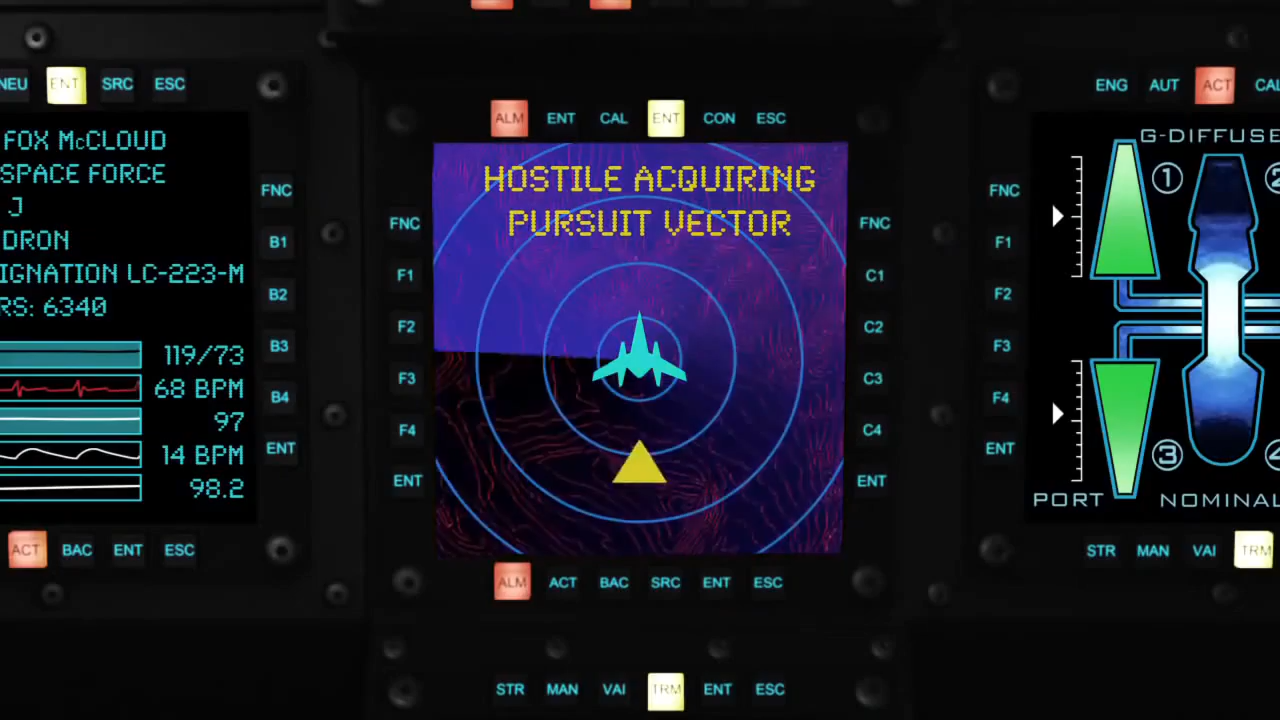 NEU ENT SRC ESC
FOX McCLOUD
SPACE FORCE
J
DRON
IGNATION LC-223-M
RS: 6340
119/73
68 BPM
97
14 BPM
98.2
FNC
B1
B2
B3
B4
ENT
ACT BAC ENT ESC
ALM ENT CAL ENT CON ESC
HOSTILE ACQUIRING
PURSUIT VECTOR
FNC
F1
F2
F3
F4
ENT
FNC
C1
C2
C3
C4
ENT
ALM ACT BAC SRC ENT ESC
STR MAN VAI TRM ENT ESC
ENG AUT ACT CAL
G-DIFFUSE
1 2
3 4
PORT NOMINAL
FNC
F1
F2
F3
F4
ENT
STR MAN VAI TRM